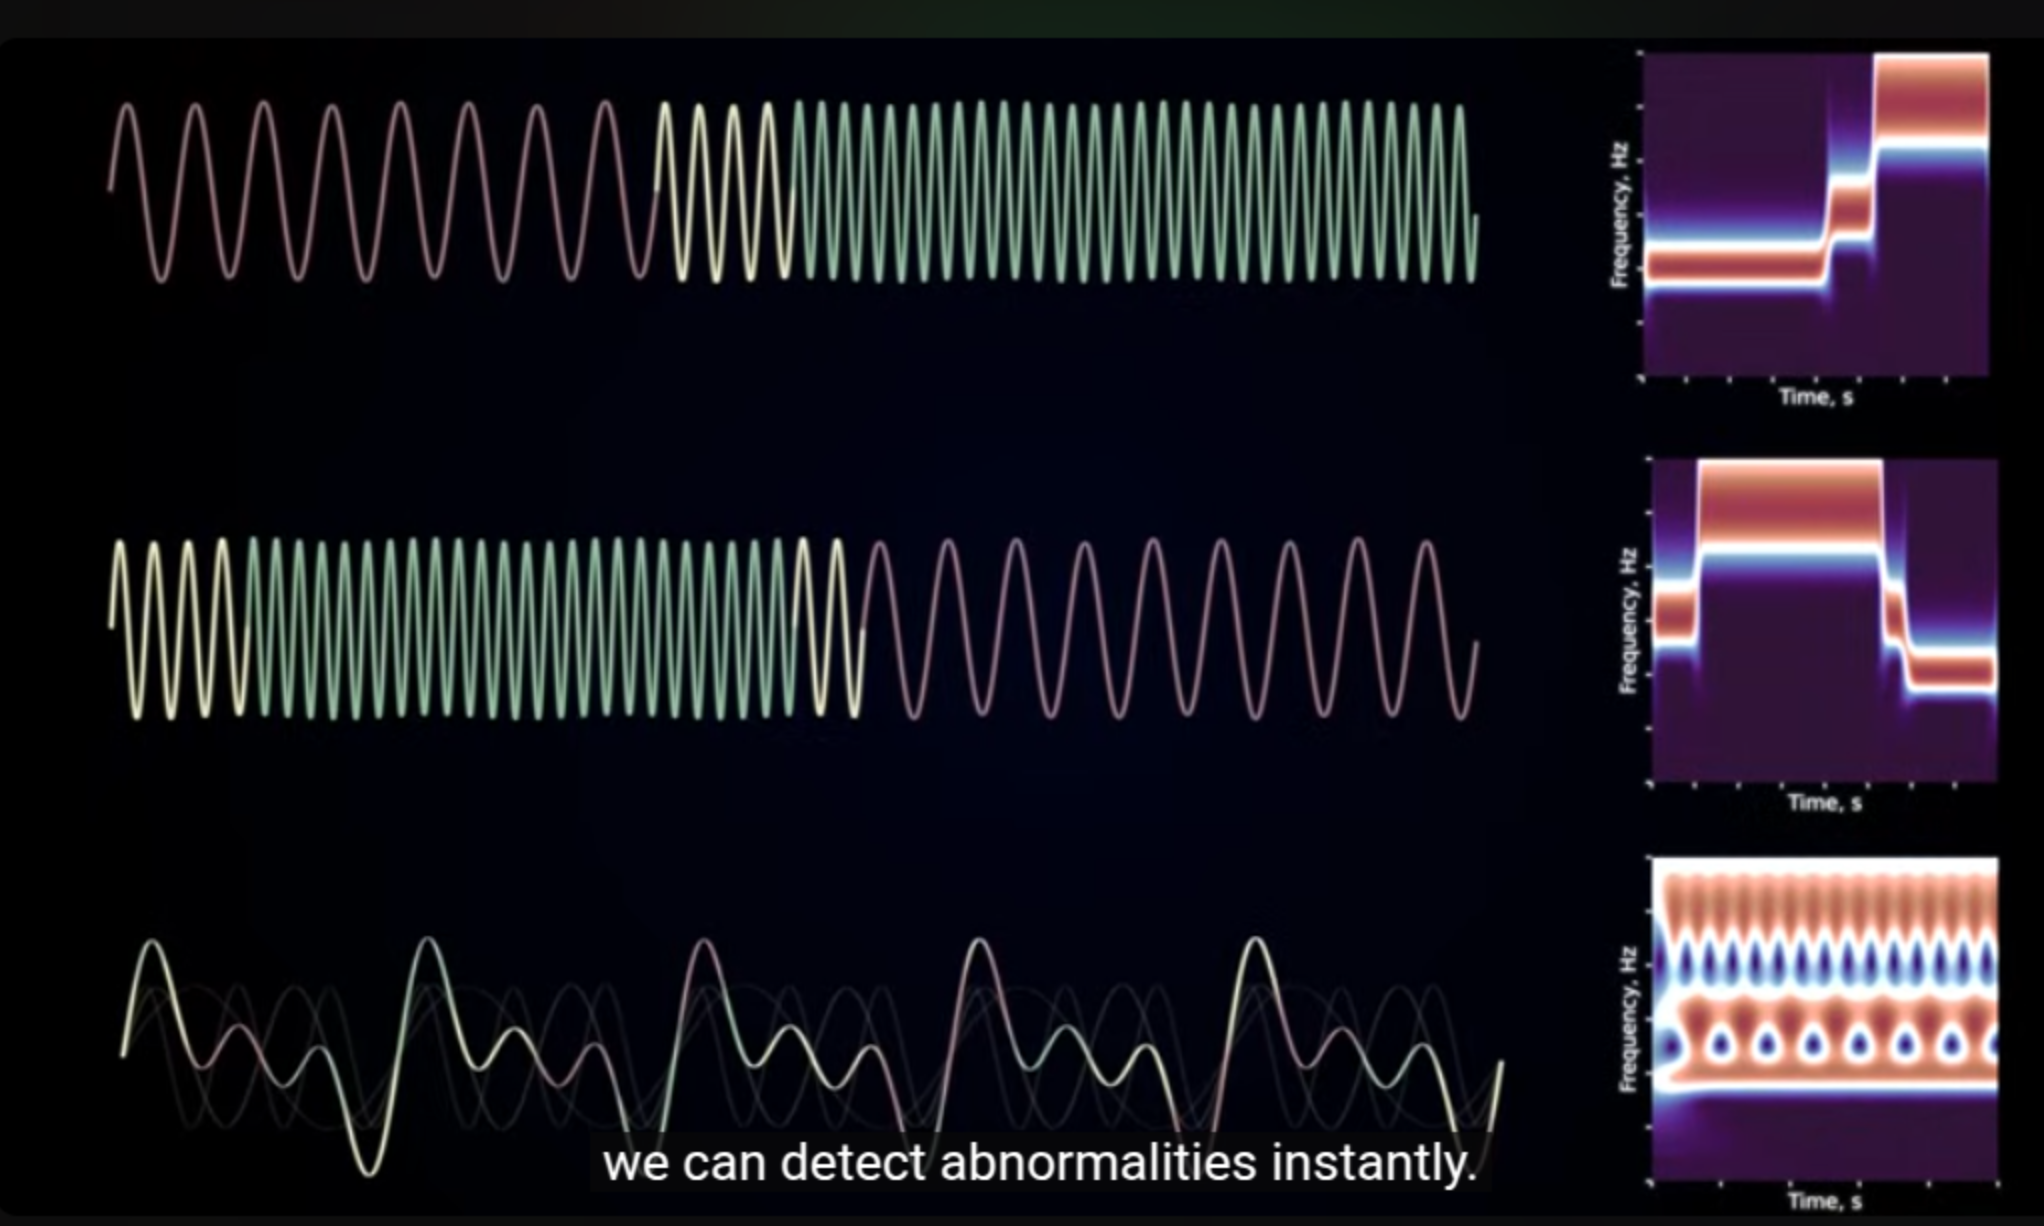 Frequency, Hz
Time, s
Frequency, Hz
Time, s
Frequency, Hz
Time, s
we can detect abnormalities instantly.